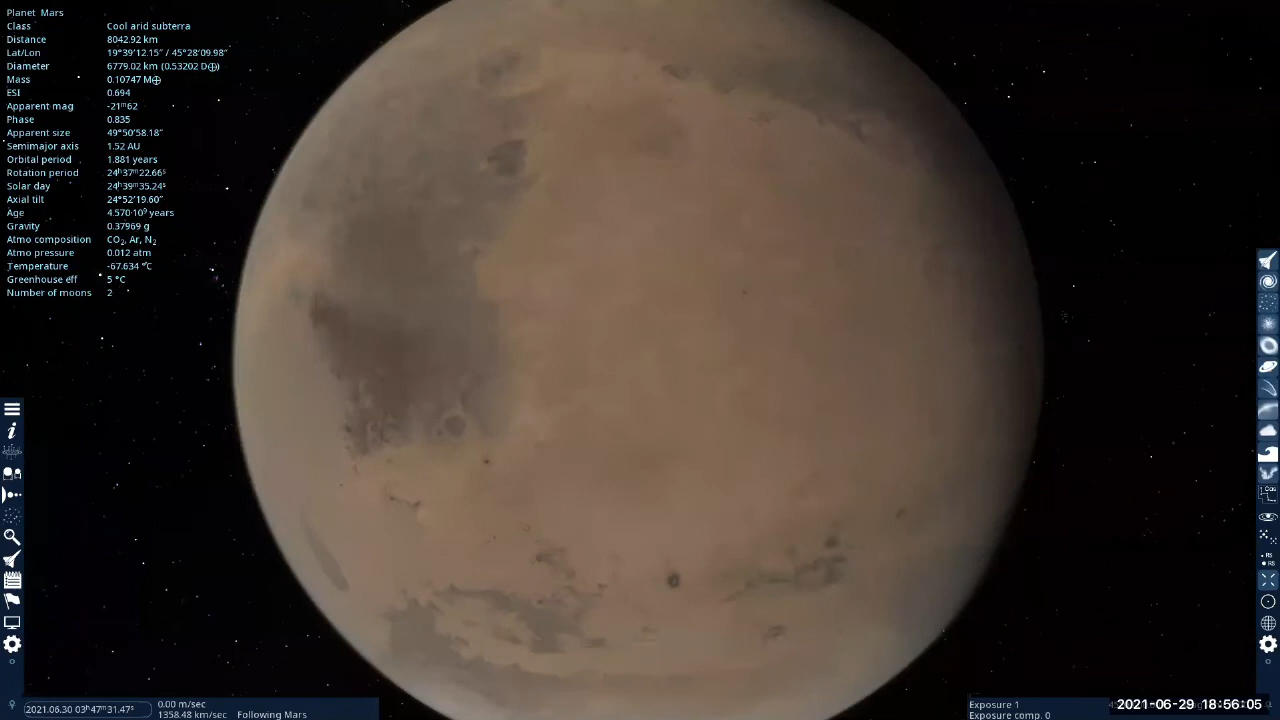 Planet Mars
Class Cool arid subterra
Distance 8042.92 km
Lat/Lon 19°39'12.15" / 45°28'09.98"
Diameter 6779.02 km (0.53202 D⊕)
Mass 0.10747 M⊕
ESI 0.694
Apparent mag -21ᵐ62
Phase 0.835
Apparent size 49°50'58.18"
Semimajor axis 1.52 AU
Orbital period 1.881 years
Rotation period 24ʰ37ᵐ22.66ˢ
Solar day 24ʰ39ᵐ35.24ˢ
Axial tilt 24°52'19.60"
Age 4.570·10⁹ years
Gravity 0.37969 g
Atmo composition CO₂, Ar, N₂
Atmo pressure 0.012 atm
Temperature -67.634 °C
Greenhouse eff 5 °C
Number of moons 2
Gas
RS
RS
2021.06.30 03ʰ47ᵐ31.47ˢ
0.00 m/sec
1358.48 km/sec Following Mars
Exposure 1
Exposure comp. 0
2021-06-29 18:56:05